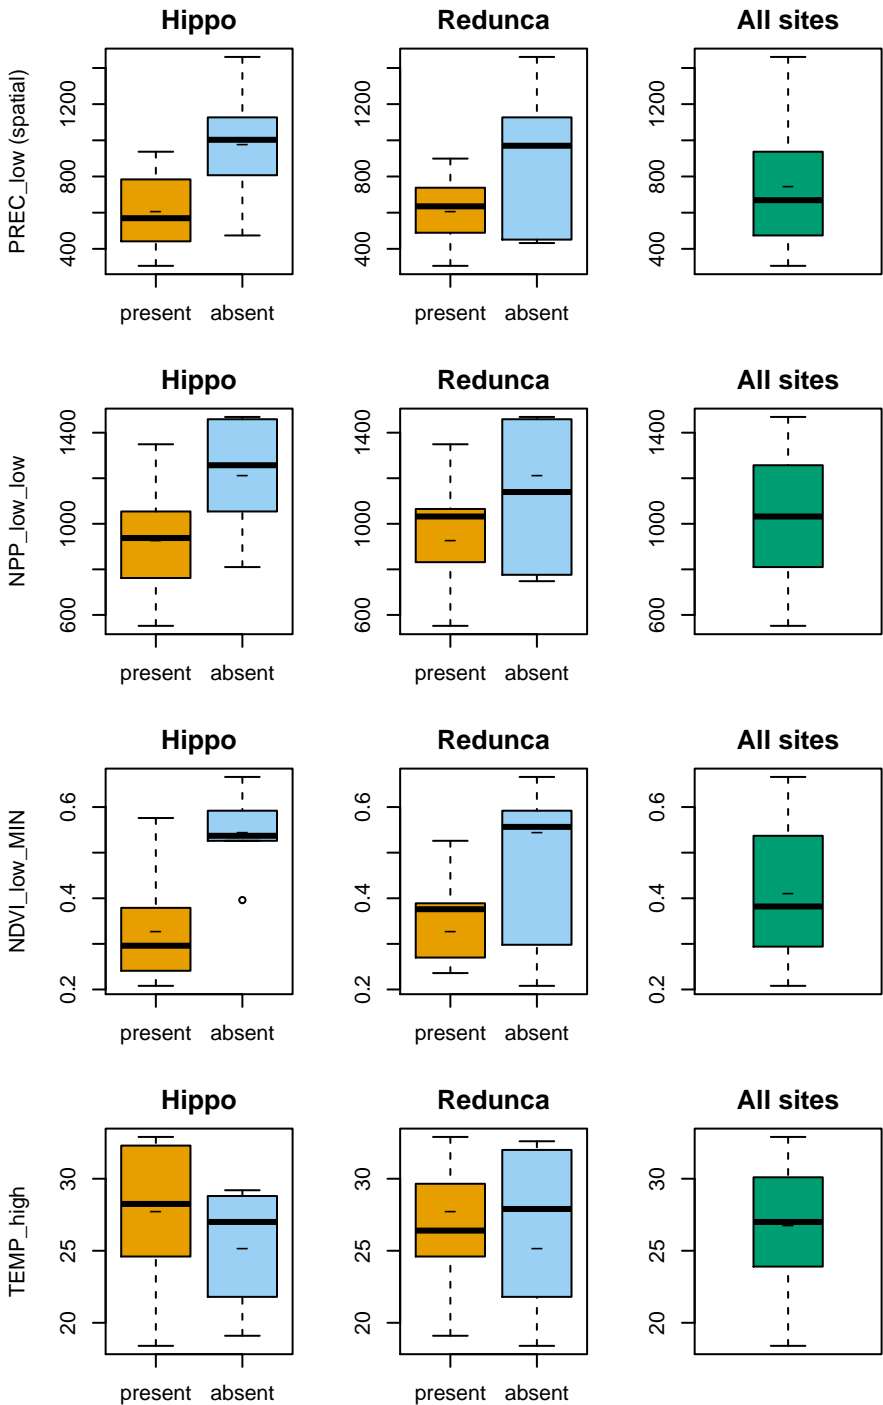 Hippo Redunca All sites
PREC_low (spatial)
400 800 1200
400 800 1200
400 800 1200
present absent present absent
Hippo Redunca All sites
NPP_low_low
600 1000 1400
600 1000 1400
600 1000 1400
present absent present absent
Hippo Redunca All sites
NDVI_low_MIN
0.2 0.4 0.6
0.2 0.4 0.6
0.2 0.4 0.6
present absent present absent
Hippo Redunca All sites
TEMP_high
20 25 30
20 25 30
20 25 30
present absent present absent